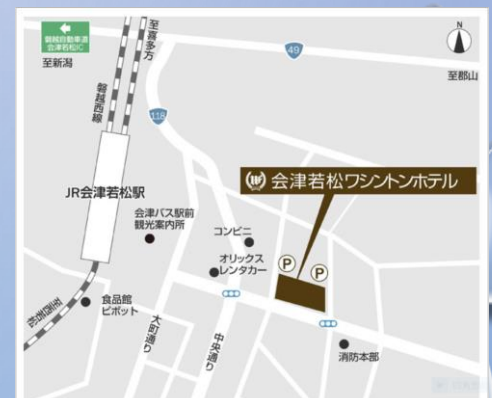 磐越自動車道
会津若松IC
至新潟
至喜多方
N
49
至郡山
磐越西線
118
会津若松ワシントンホテル
JR会津若松駅
会津バス駅前
観光案内所
コンビニ
オリックス
レンタカー
P
P
食品館
ピボット
大町通り
中央通り
消防本部